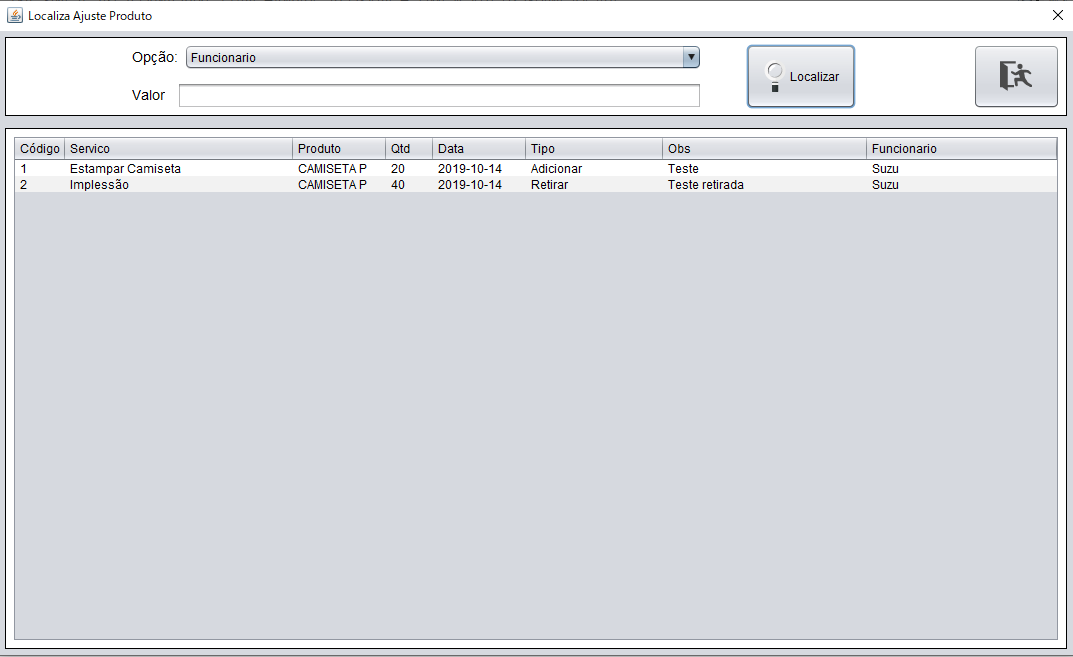 Localiza Ajuste Produto
Opção: Funcionario
Valor
Localizar
Código Servico Produto Qtd Data Tipo Obs Funcionario
1 Estampar Camiseta CAMISETA P 20 2019-10-14 Adicionar Teste Suzu
2 Implessão CAMISETA P 40 2019-10-14 Retirar Teste retirada Suzu